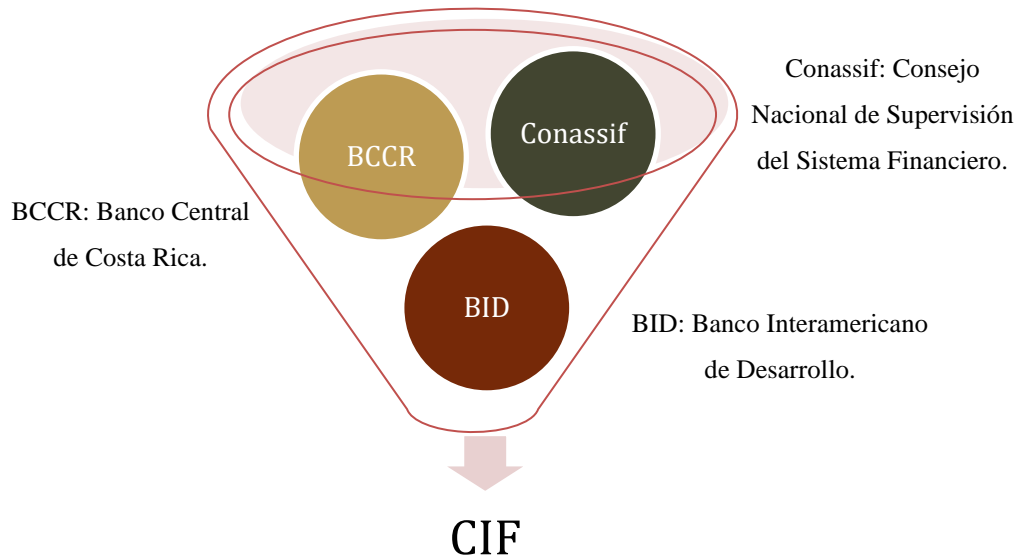 Conassif: Consejo
Nacional de Supervisión
del Sistema Financiero.
Conassif
BCCR
BCCR: Banco Central
de Costa Rica.
BID
BID: Banco Interamericano
de Desarrollo.
CIF